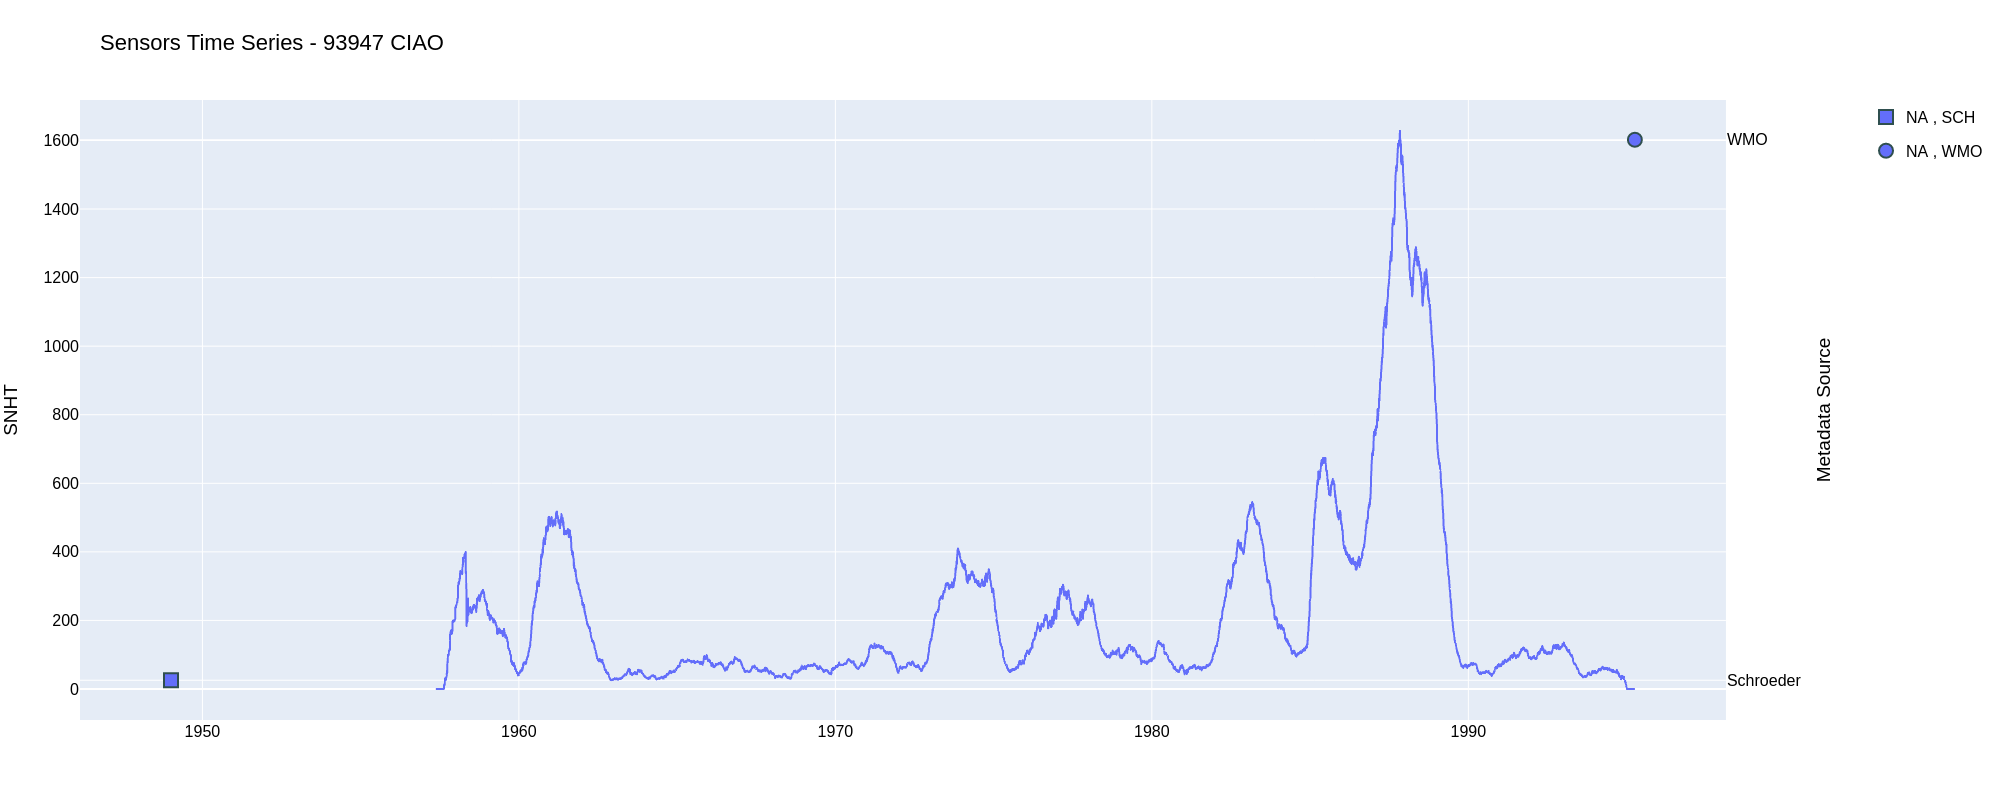 Sensors Time Series - 93947 CIAO
NA , SCH
NA , WMO
SNHT
1600
1400
1200
1000
800
600
400
200
0
1950
1960
1970
1980
1990
WMO
Schroeder
Metadata Source